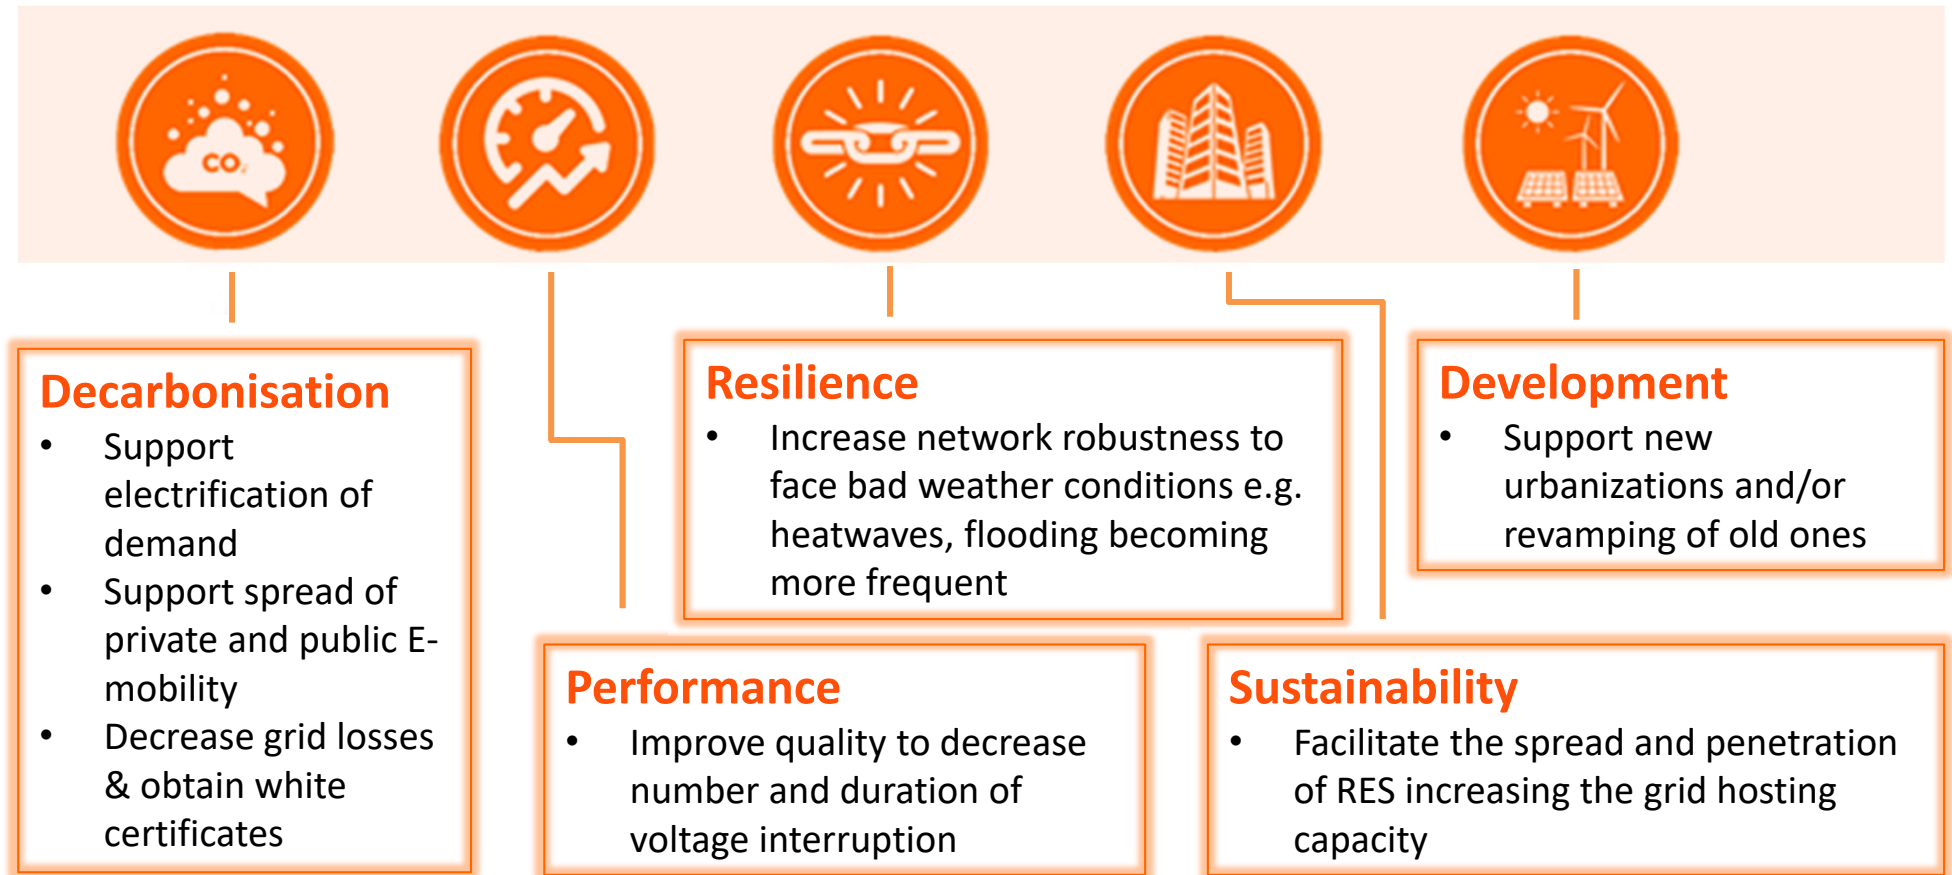 CO₂
Decarbonisation
• Support
electrification of
demand
• Support spread of
private and public E-
mobility
• Decrease grid losses
& obtain white
certificates
Performance
• Improve quality to decrease
number and duration of
voltage interruption
Resilience
• Increase network robustness to
face bad weather conditions e.g.
heatwaves, flooding becoming
more frequent
Sustainability
• Facilitate the spread and penetration
of RES increasing the grid hosting
capacity
Development
• Support new
urbanizations and/or
revamping of old ones